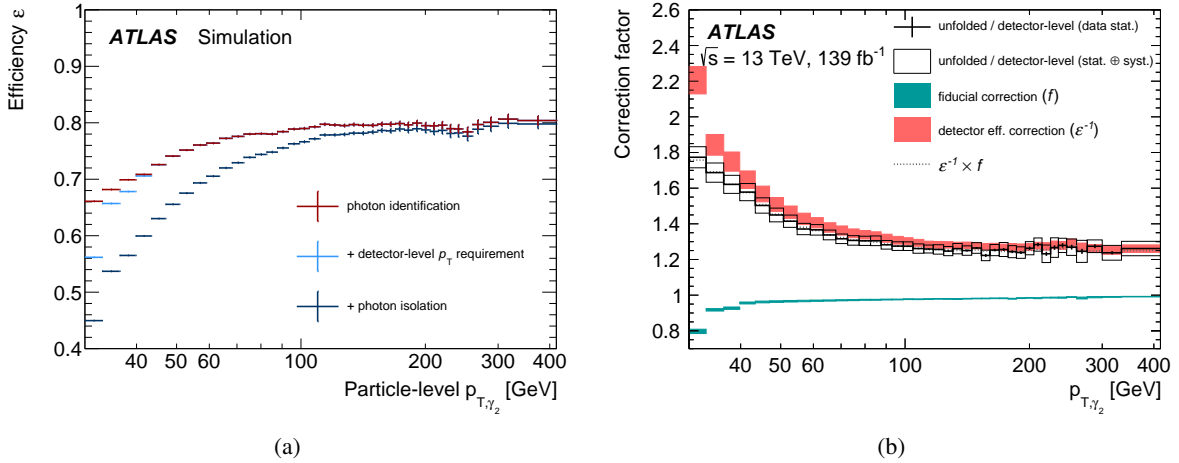 ATLAS Simulation
Efficiency ε
1
0.9
0.8
0.7
0.6
0.5
0.4
photon identification
+ detector-level p_T requirement
+ photon isolation
40 50 60 100 200 300 400
Particle-level p_T,γ₂ [GeV]
(a)
ATLAS
√s = 13 TeV, 139 fb⁻¹
Correction factor
2.6
2.4
2.2
2
1.8
1.6
1.4
1.2
1
0.8
unfolded / detector-level (data stat.)
unfolded / detector-level (stat. ⊕ syst.)
fiducial correction (f)
detector eff. correction (ε⁻¹)
ε⁻¹ × f
40 50 60 100 200 300 400
p_T,γ₂ [GeV]
(b)